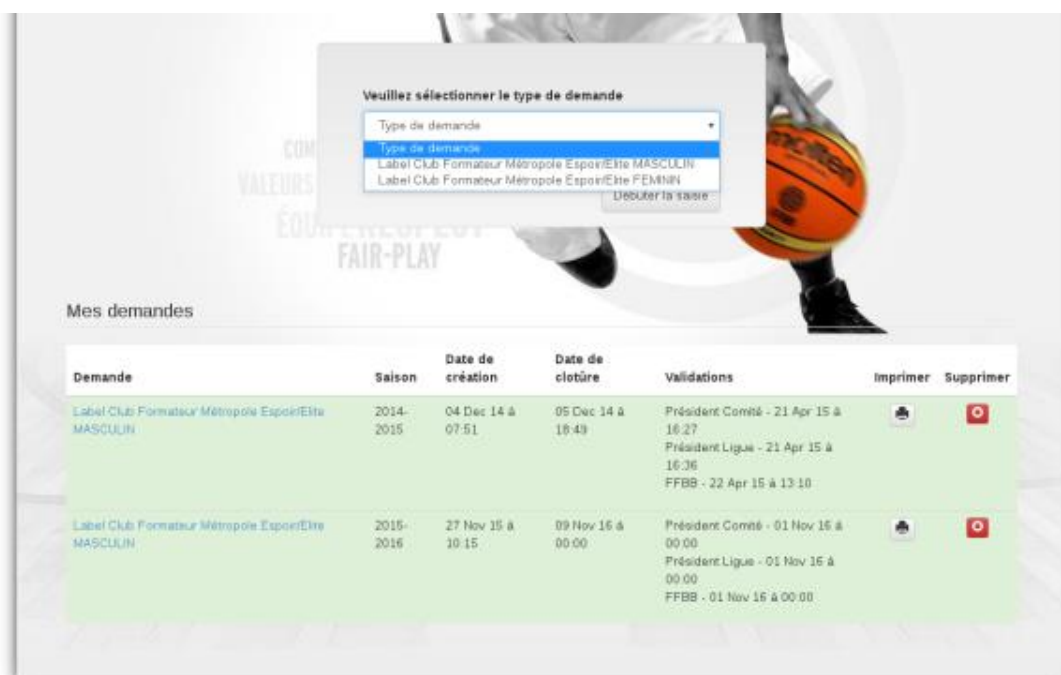 Veuillez sélectionner le type de demande
Type de demande
Type de demande
Label Club Formateur Métropole Espoir/Elite MASCULIN
Label Club Formateur Métropole Espoir/Elite FEMININ
Débuter la saisie
COM
VALEURS
ÉQUI
RESPECT
FAIR-PLAY
molten
Mes demandes
Demande Saison Date de création Date de clotûre Validations Imprimer Supprimer
Label Club Formateur Métropole Espoir/Elite
MASCULIN
2014-
2015
04 Dec 14 à
07:51
05 Dec 14 à
18:49
Président Comité - 21 Apr 15 à
16:27
Président Ligue - 21 Apr 15 à
16:36
FFBB - 22 Apr 15 à 13:10
Label Club Formateur Métropole Espoir/Elite
MASCULIN
2015-
2016
27 Nov 15 à
10:15
09 Nov 16 à
00:00
Président Comité - 01 Nov 16 à
00:00
Président Ligue - 01 Nov 16 à
00:00
FFBB - 01 Nov 16 à 00:00